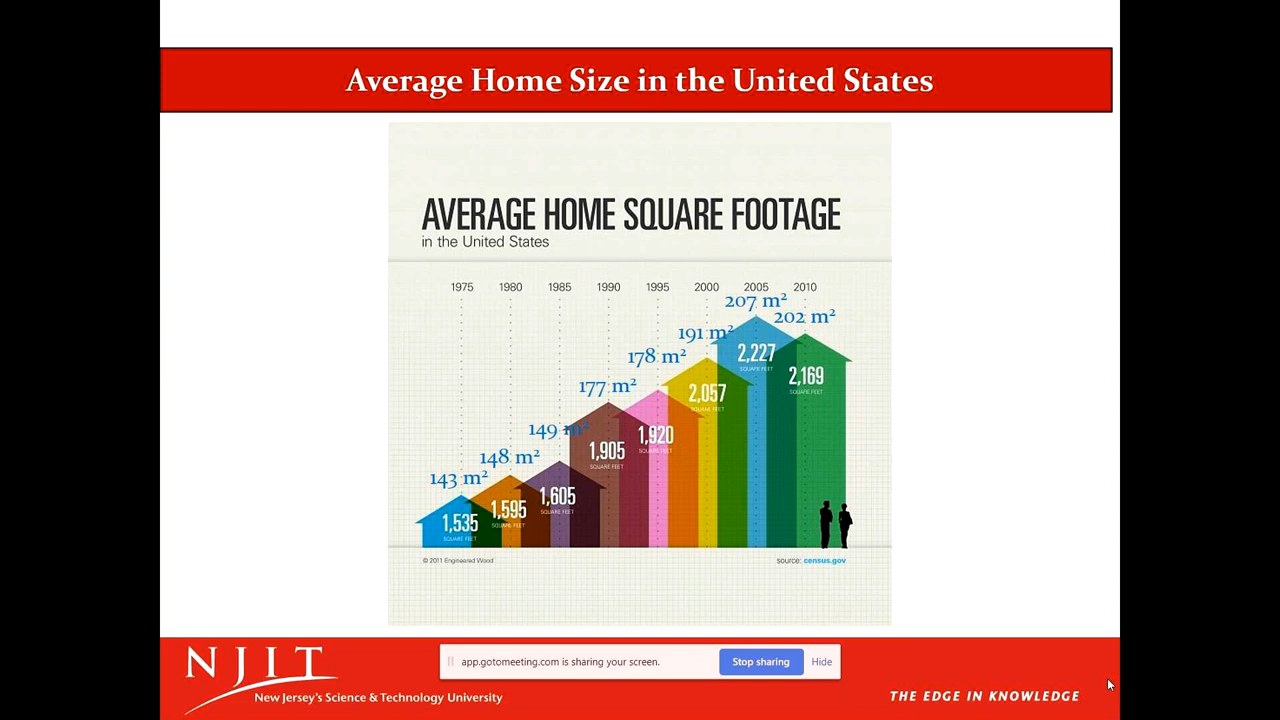 Average Home Size in the United States
AVERAGE HOME SQUARE FOOTAGE
in the United States
1975 1980 1985 1990 1995 2000 2005 2010
207 m²
202 m²
191 m²
178 m²
177 m²
149 m²
148 m²
143 m²
2,227
SQUARE FEET
2,169
SQUARE FEET
2,057
SQUARE FEET
1,920
SQUARE FEET
1,905
SQUARE FEET
1,605
SQUARE FEET
1,595
SQUARE FEET
1,535
SQUARE FEET
© 2011 Engineered Wood
source: census.gov
NJIT
New Jersey's Science & Technology University
app.gotomeeting.com is sharing your screen.
Stop sharing
Hide
THE EDGE IN KNOWLEDGE